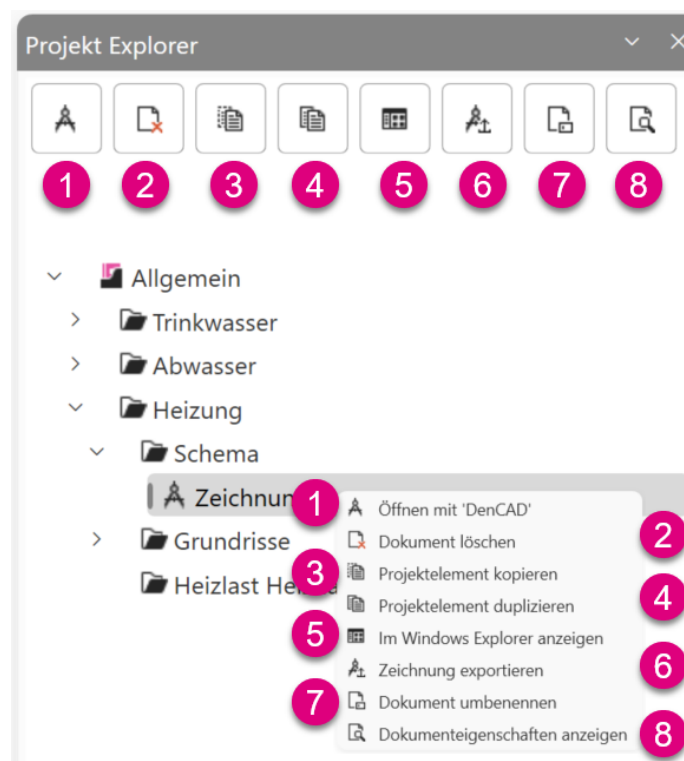 Projekt Explorer
1 2 3 4 5 6 7 8
Allgemein
Trinkwasser
Abwasser
Heizung
Schema
Zeichnun
1 Öffnen mit 'DenCAD'
Grundrisse
Dokument löschen 2
3 Projektelement kopieren
Heizlast He
Projektelement duplizieren 4
5 Im Windows Explorer anzeigen
Zeichnung exportieren 6
7 Dokument umbenennen
Dokumenteigenschaften anzeigen 8